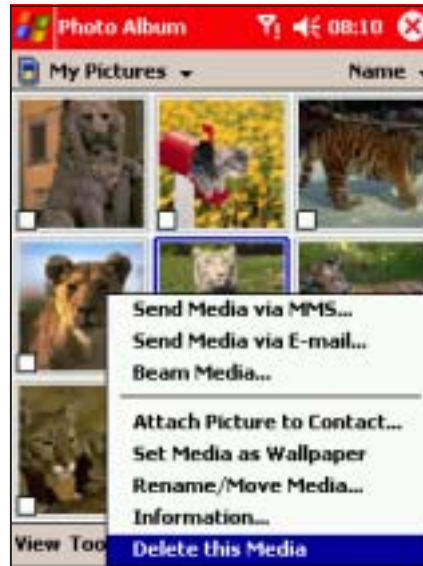 Photo Album 08:10
My Pictures Name
Send Media via MMS...
Send Media via E-mail...
Beam Media...
Attach Picture to Contact...
Set Media as Wallpaper
Rename/Move Media...
Information...
View Too
Delete this Media